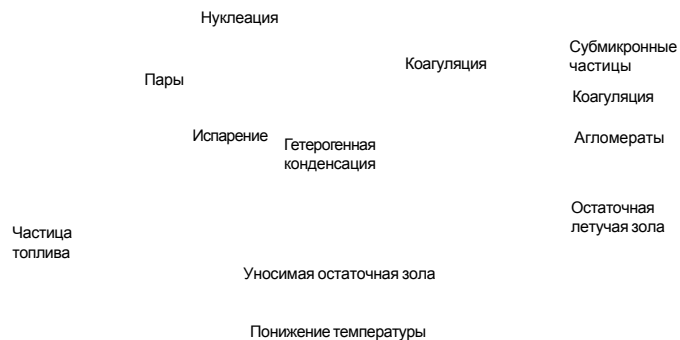 Нуклеация
Субмикронные
частицы
Коагуляция
Пары
Коагуляция
Испарение
Гетерогенная
конденсация
Агломераты
Остаточная
летучая зола
Частица
топлива
Уносимая остаточная зола
Понижение температуры